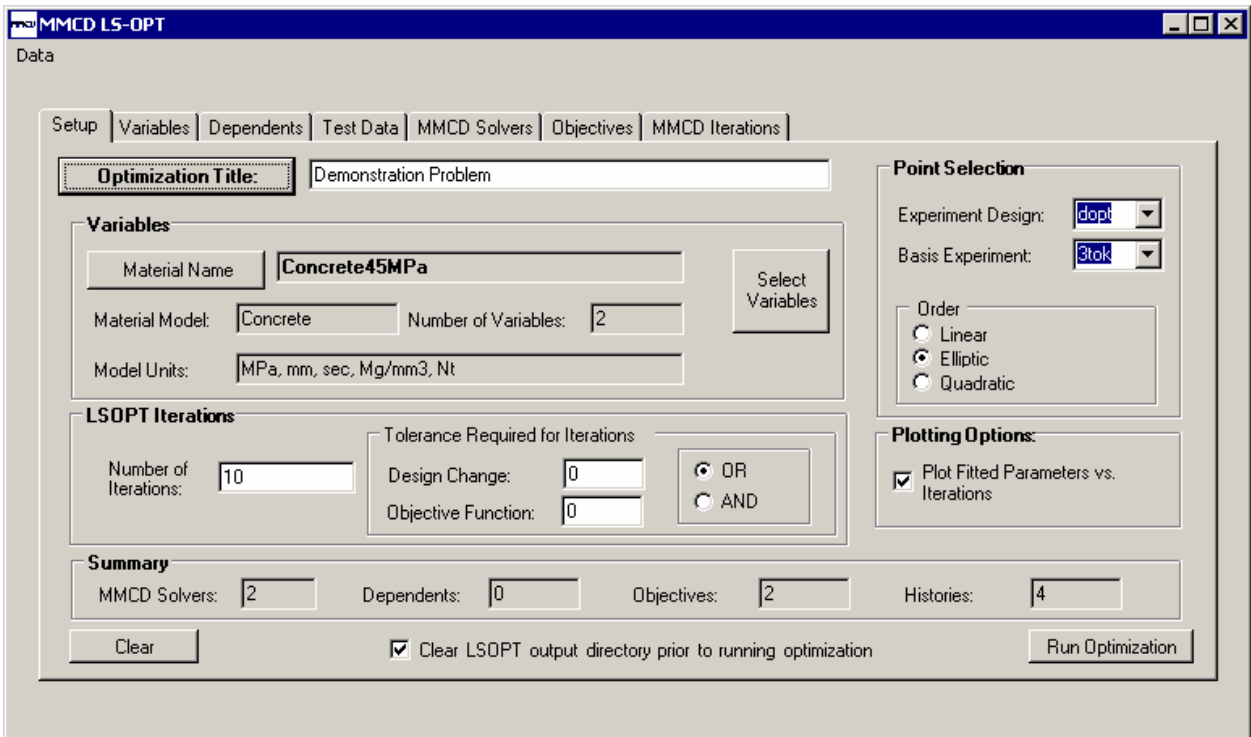 MMCD LS-OPT
Data
Setup Variables Dependents Test Data MMCD Solvers Objectives MMCD Iterations
Optimization Title: Demonstration Problem
Variables
Material Name Concrete45MPa
Select
Variables
Material Model: Concrete Number of Variables: 2
Model Units: MPa, mm, sec, Mg/mm3, Nt
Point Selection
Experiment Design: dopt
Basis Experiment: 3tok
Order
Linear
Elliptic
Quadratic
LSOPT Iterations
Number of
Iterations: 10
Tolerance Required for Iterations
Design Change: 0
Objective Function: 0
OR
AND
Plotting Options:
Plot Fitted Parameters vs.
Iterations
Summary
MMCD Solvers: 2 Dependents: 0 Objectives: 2 Histories: 4
Clear Clear LSOPT output directory prior to running optimization Run Optimization